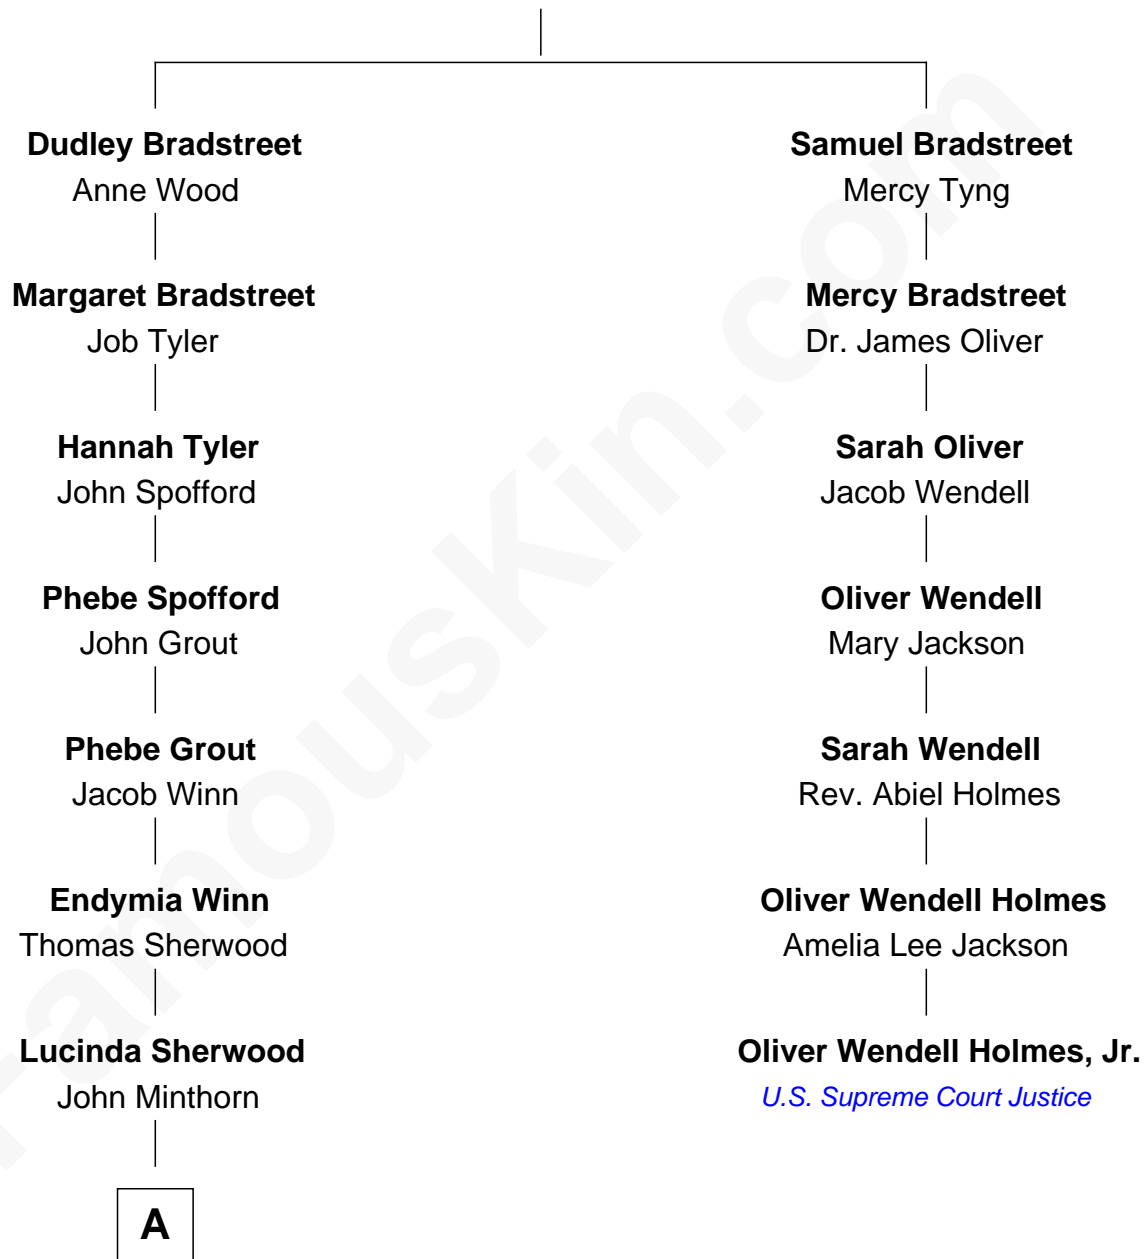 Dudley Bradstreet
Anne Wood
Margaret Bradstreet
Job Tyler
Hannah Tyler
John Spofford
Phebe Spofford
John Grout
Phebe Grout
Jacob Winn
Endymia Winn
Thomas Sherwood
Lucinda Sherwood
John Minthorn
A
Samuel Bradstreet
Mercy Tyng
Mercy Bradstreet
Dr. James Oliver
Sarah Oliver
Jacob Wendell
Oliver Wendell
Mary Jackson
Sarah Wendell
Rev. Abiel Holmes
Oliver Wendell Holmes
Amelia Lee Jackson
Oliver Wendell Holmes, Jr.
U.S. Supreme Court Justice
FamousKin.com